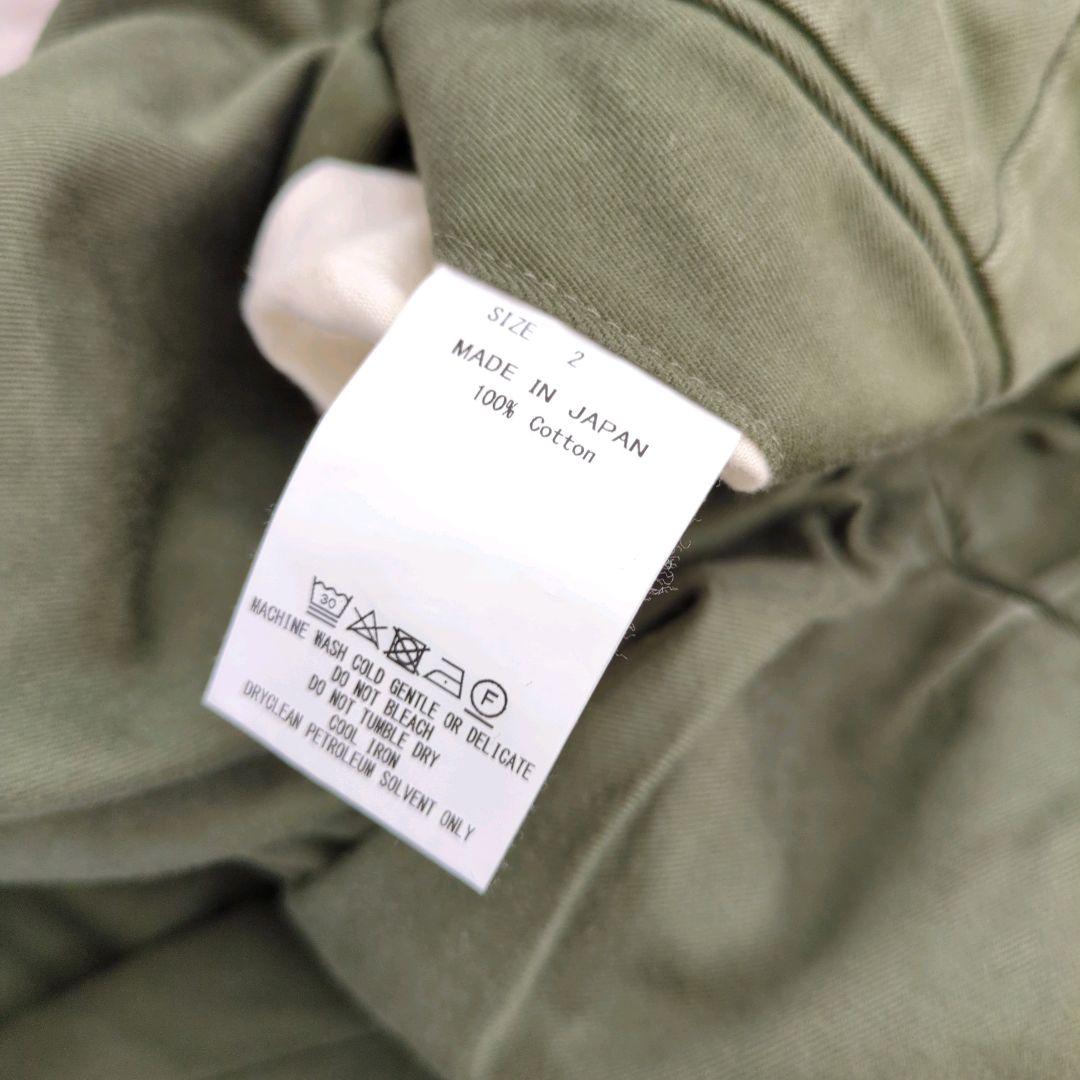 SIZE 2
MADE IN JAPAN
100% Cotton
30
F
MACHINE WASH COLD GENTLE OR DELICATE
DO NOT BLEACH
DO NOT TUMBLE DRY
COOL IRON
DRYCLEAN PETROLEUM SOLVENT ONLY